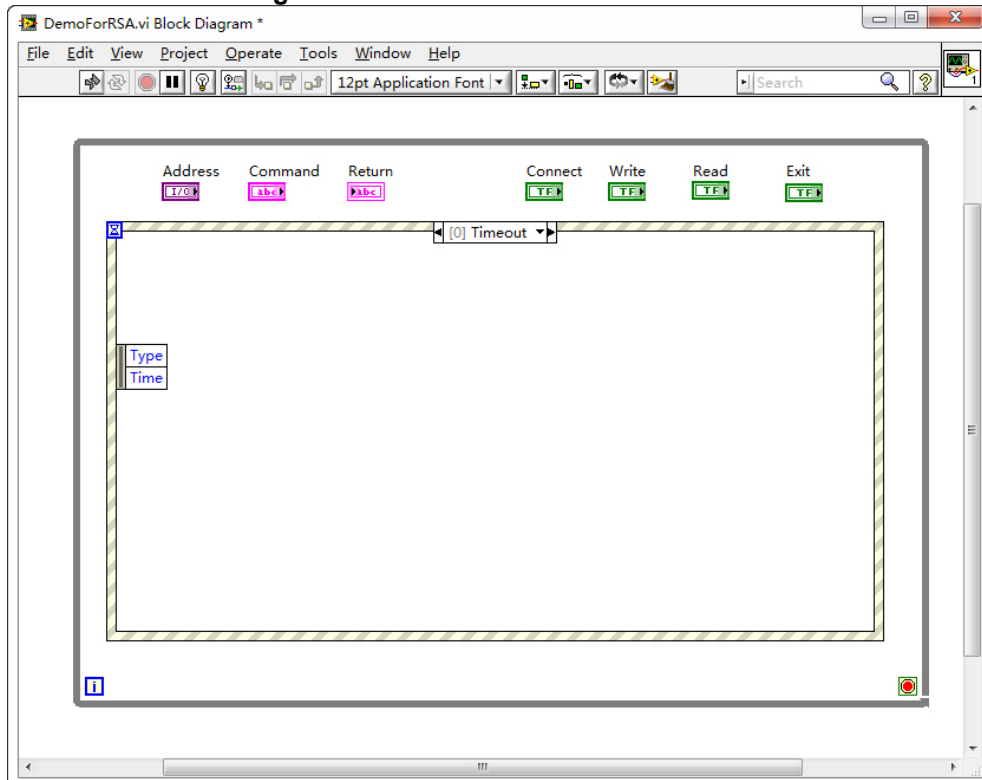 DemoForRSA.vi Block Diagram *
File Edit View Project Operate Tools Window Help
12pt Application Font Search ? 1
Address Command Return Connect Write Read Exit
I/O abc abc TF TF TF TF
[0] Timeout
Type
Time
i